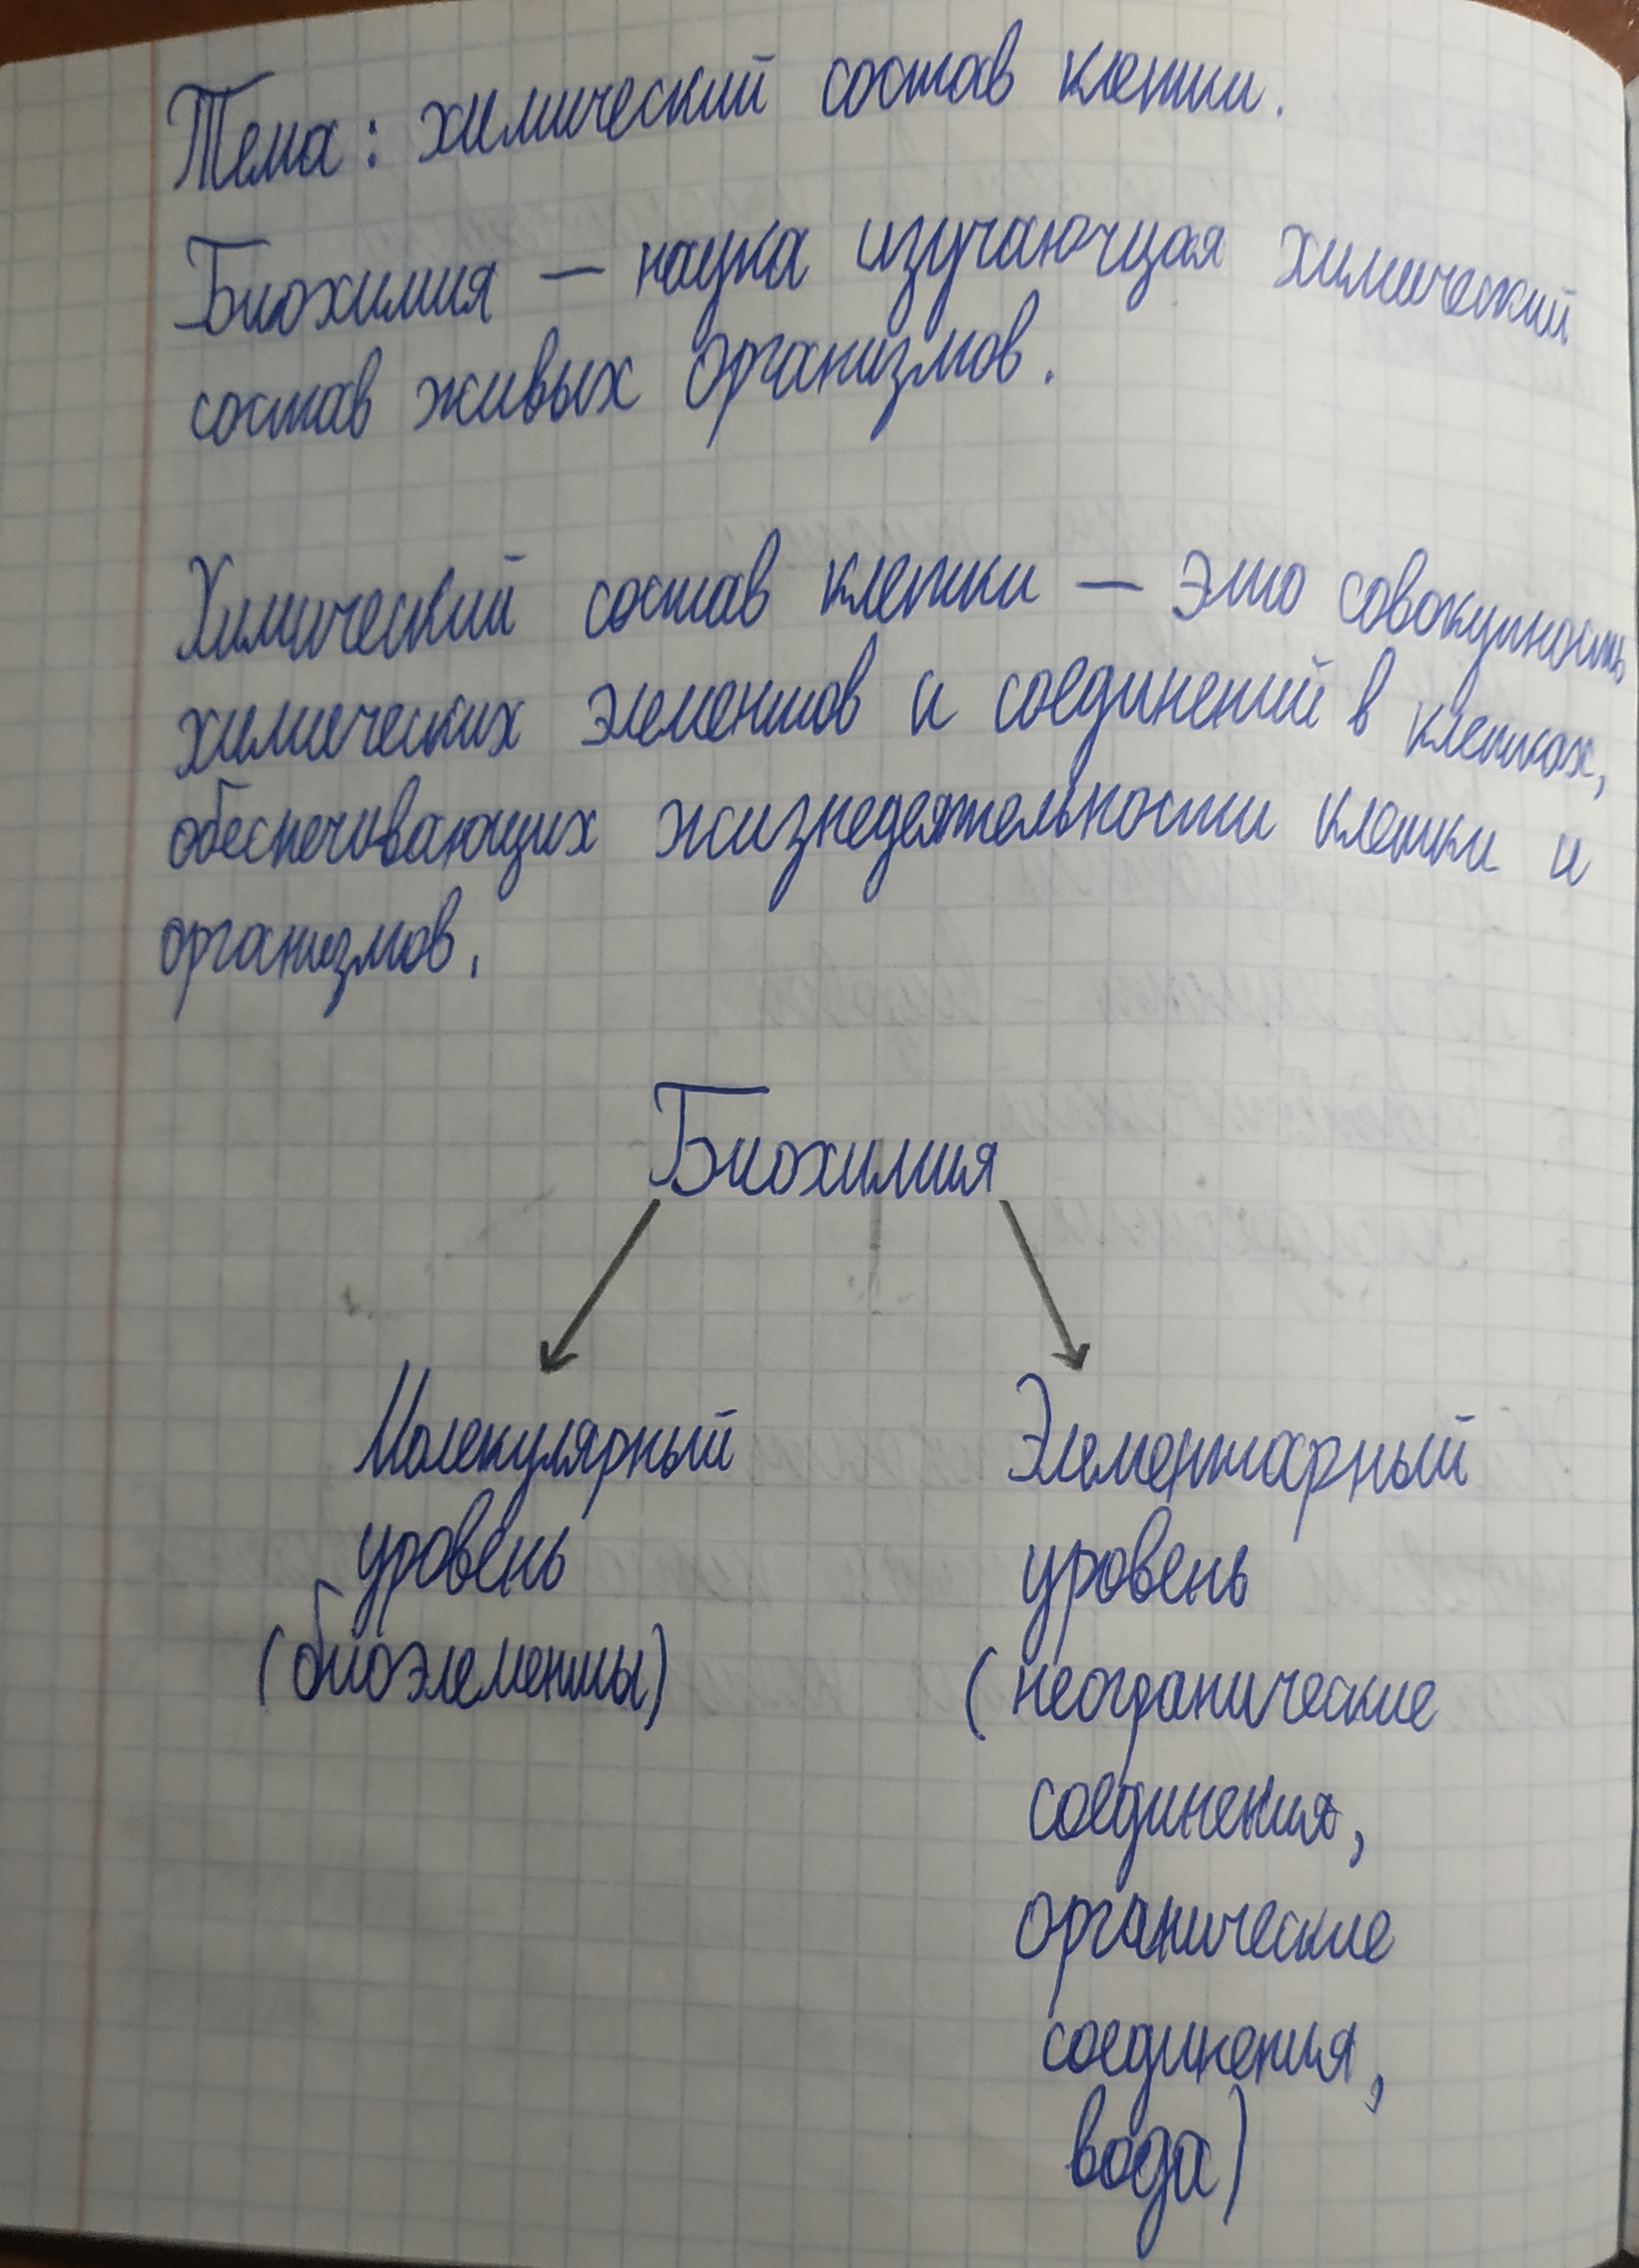 Тема: химический состав клетки.
Биохимия — наука изучающая химический
состав живых организмов.
Химический состав клетки — это совокупность
химических элементов и соединений в клетках,
обеспечивающих жизнедеятельности клетки и
организмов.
Биохимия
Молекулярный
уровень
(биоэлементы)
Элементарный
уровень
(неогранические
соединения,
органические
соединения,
вода)